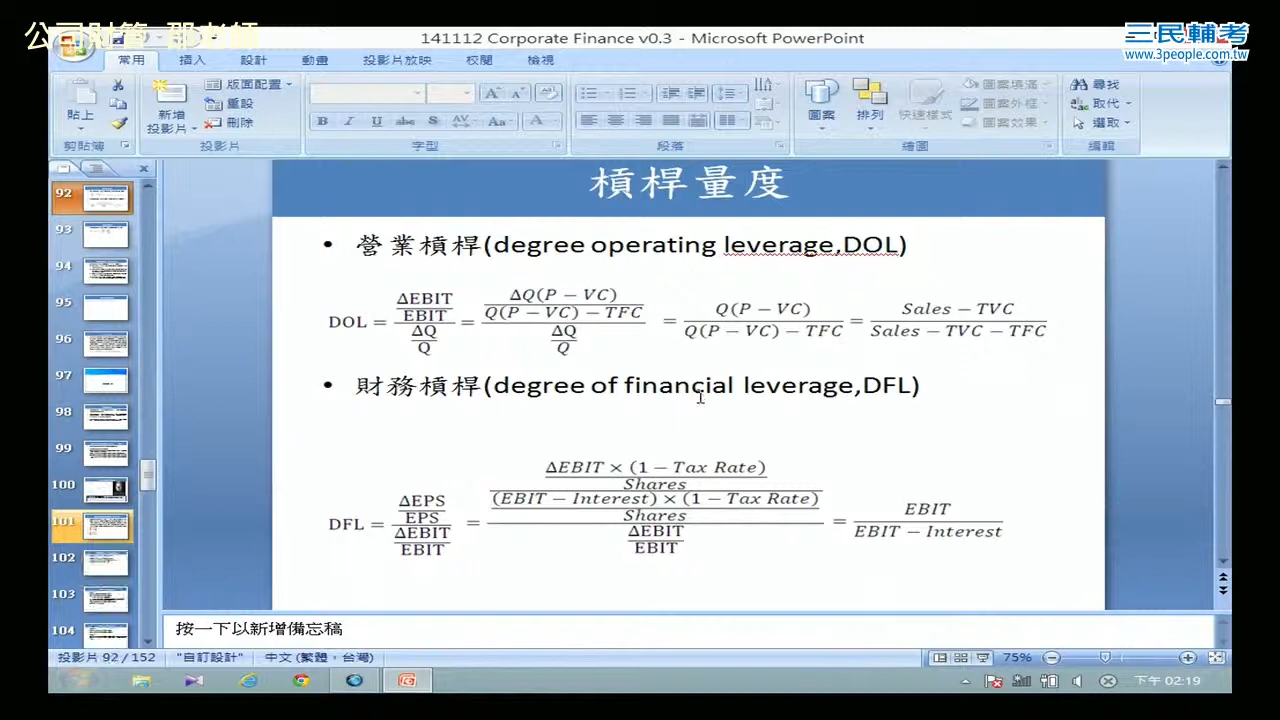 公司財管_鄧老師
三民輔考
www.3people.com.tw
141112 Corporate Finance v0.3 - Microsoft PowerPoint
常用 插入 設計 動畫 投影片放映 校閱 檢視
貼上
剪貼簿
新增
投影片
版面配置
重設
刪除
投影片
字型
段落
圖案
排列
快速樣式
圖案填滿
圖案外框
圖案效果
繪圖
尋找
取代
選取
編輯
92
93
94
95
96
97
98
99
100
101
102
103
104
槓桿量度
• 營業槓桿(degree operating leverage,DOL)
DOL = ΔEBIT/EBIT / ΔQ/Q = ΔQ(P − VC)/Q(P − VC) − TFC / ΔQ/Q = Q(P − VC)/Q(P − VC) − TFC = Sales − TVC/Sales − TVC − TFC
• 財務槓桿(degree of financial leverage,DFL)
DFL = ΔEPS/EPS / ΔEBIT/EBIT = ΔEBIT × (1 − Tax Rate)/Shares / (EBIT − Interest) × (1 − Tax Rate)/Shares / ΔEBIT/EBIT = EBIT/EBIT − Interest
按一下以新增備忘稿
投影片 92 / 152 "自訂設計" 中文 (繁體，台灣) 75%
下午 02:19